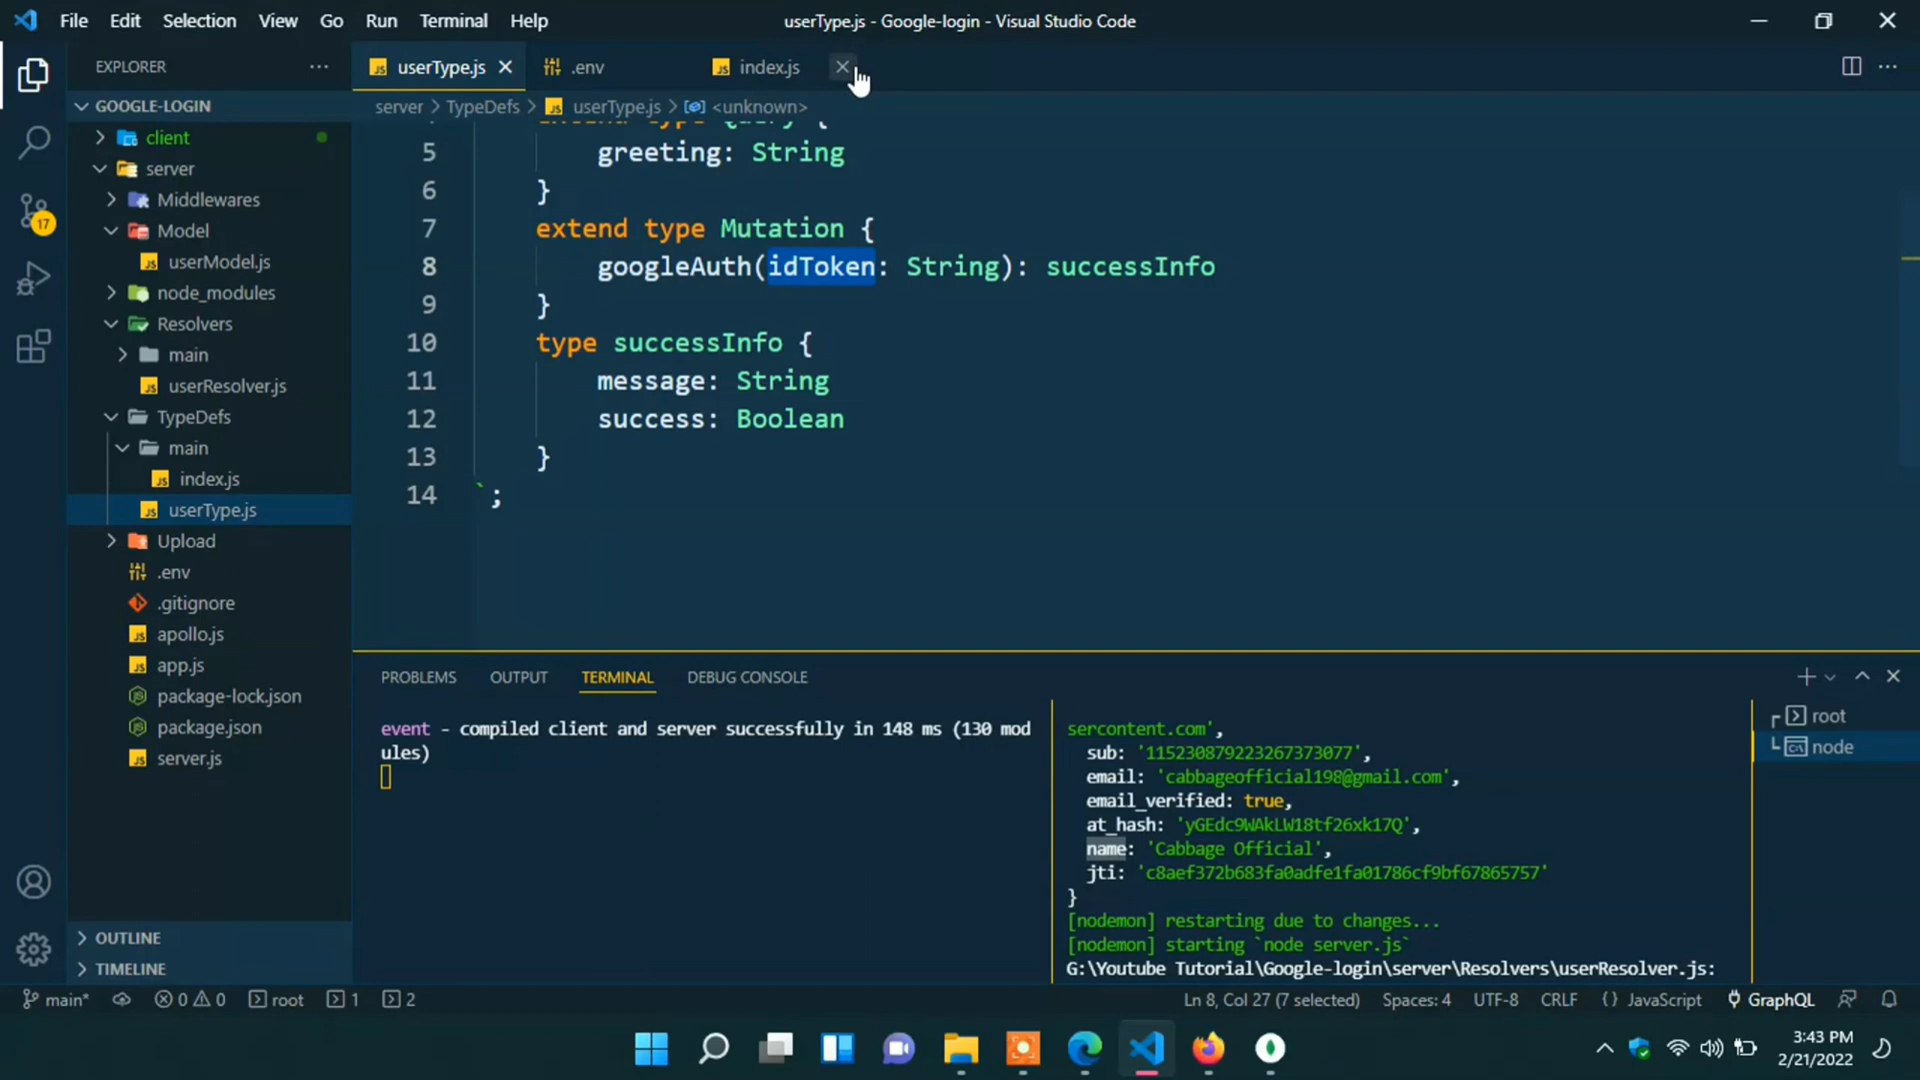 File Edit Selection View Go Run Terminal Help
userType.js - Google-login - Visual Studio Code
EXPLORER
userType.js
.env
index.js
GOOGLE-LOGIN
server > TypeDefs > userType.js > <unknown>
client
server
Middlewares
Model
userModel.js
node_modules
Resolvers
main
userResolver.js
TypeDefs
main
index.js
userType.js
Upload
.env
.gitignore
apollo.js
app.js
package-lock.json
package.json
server.js
OUTLINE
TIMELINE
17
extend type Query {
5 greeting: String
6 }
7 extend type Mutation {
8 googleAuth(idToken: String): successInfo
9 }
10 type successInfo {
11 message: String
12 success: Boolean
13 }
14 `;
PROBLEMS OUTPUT TERMINAL DEBUG CONSOLE
event - compiled client and server successfully in 148 ms (130 mod
ules)
sercontent.com',
sub: '115230879223267373077',
email: 'cabbageofficial198@gmail.com',
email_verified: true,
at_hash: 'yGEdc9WAkLW18tf26xk17Q',
name: 'Cabbage Official',
jti: 'c8aef372b683fa0adfe1fa01786cf9bf67865757'
}
[nodemon] restarting due to changes...
[nodemon] starting `node server.js`
G:\Youtube Tutorial\Google-login\server\Resolvers\userResolver.js:
root
node
main* 0 0 root 1 2
Ln 8, Col 27 (7 selected) Spaces: 4 UTF-8 CRLF {} JavaScript GraphQL
3:43 PM
2/21/2022